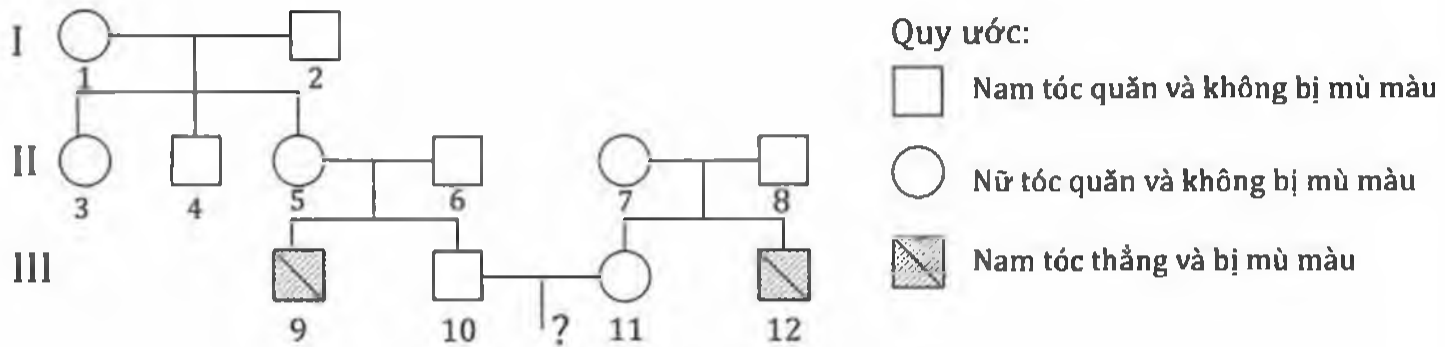 I
1
2
II
3
4
5
6
7
8
III
9
10
?
11
12
Quy ước:
Nam tóc quăn và không bị mù màu
Nữ tóc quăn và không bị mù màu
Nam tóc thẳng và bị mù màu